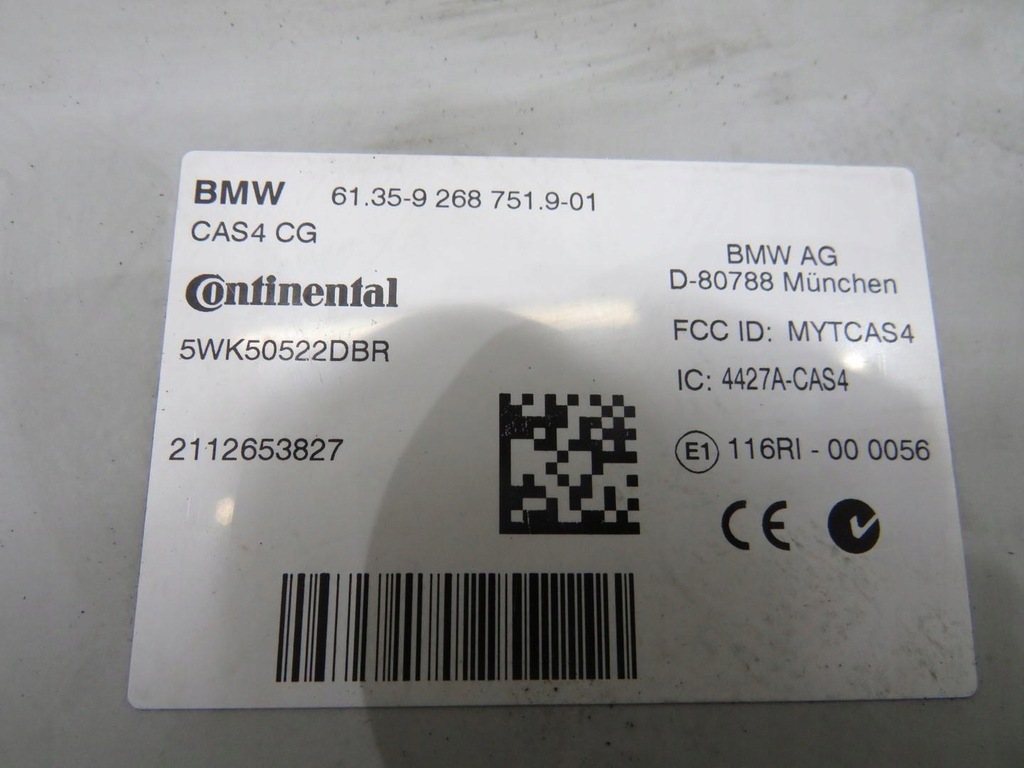 BMW 61.35-9 268 751.9-01
CAS4 CG
Continental
5WK50522DBR
2112653827
BMW AG
D-80788 München
FCC ID: MYTCAS4
IC: 4427A-CAS4
E1 116RI - 00 0056
CE